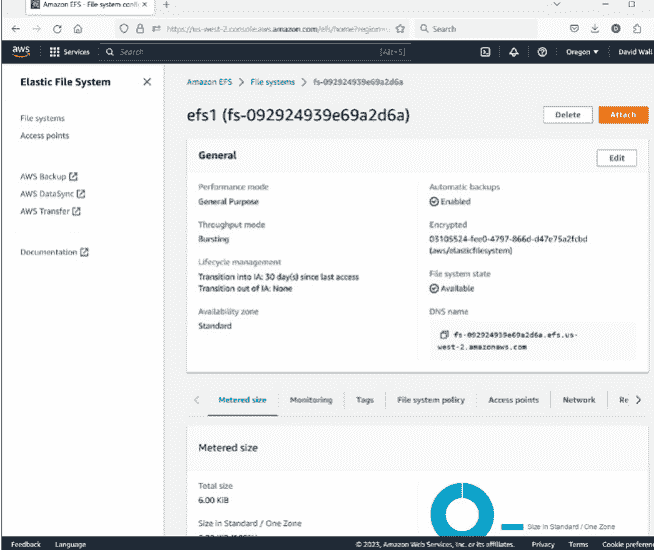 Amazon EFS - File system confi
https://us-west-2.console.aws.amazon.com/efs/home?region=u
Search
aws
Services
Search
[Alt+S]
Oregon
David Wall
Elastic File System
File systems
Access points
AWS Backup
AWS DataSync
AWS Transfer
Documentation
Amazon EFS
File systems
fs-092924939e69a2d6a
efs1 (fs-092924939e69a2d6a)
Delete
Attach
General
Edit
Performance mode
General Purpose
Throughput mode
Bursting
Lifecycle management
Transition into IA: 30 day(s) since last access
Transition out of IA: None
Availability zone
Standard
Automatic backups
Enabled
Encrypted
03105524-fee0-4797-866d-d47e75a2fcbd
(aws/elasticfilesystem)
File system state
Available
DNS name
fs-092924939e69a2d6a.efs.us-
west-2.amazonaws.com
Metered size
Monitoring
Tags
File system policy
Access points
Network
Re
Metered size
Total size
6.00 KiB
Size in Standard / One Zone
Size in Standard / One Zone
Feedback
Language
© 2023, Amazon Web Services, Inc. or its affiliates.
Privacy
Terms
Cookie preference